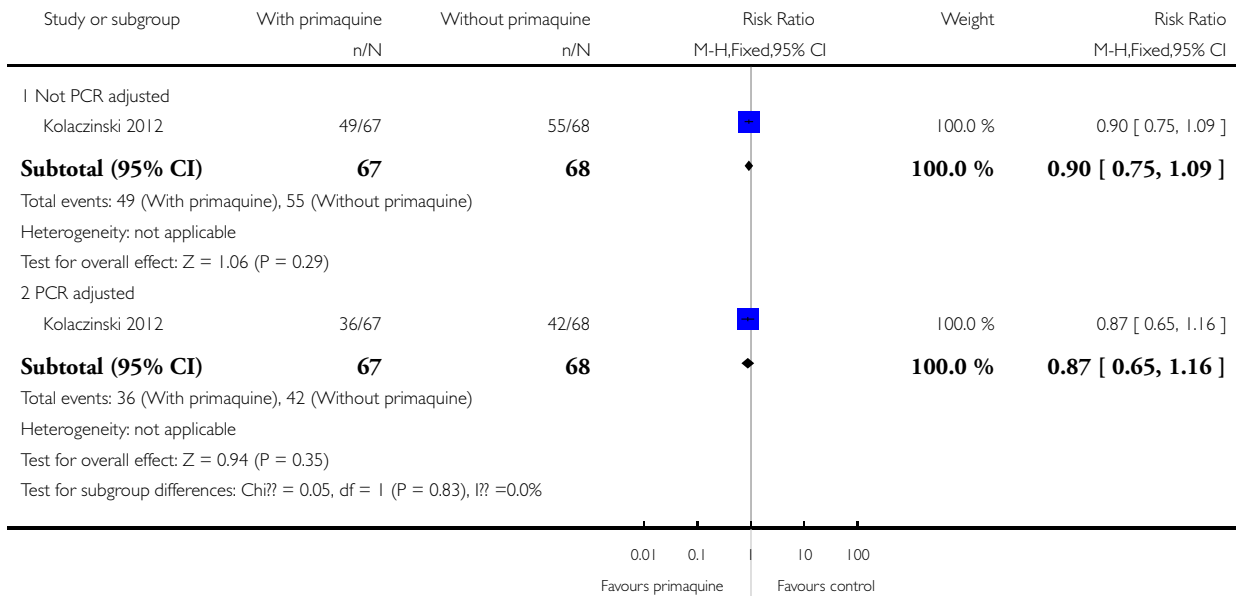 Study or subgroup With primaquine Without primaquine Risk Ratio Weight Risk Ratio
n/N n/N M-H,Fixed,95% CI M-H,Fixed,95% CI
1 Not PCR adjusted
Kolaczinski 2012 49/67 55/68 100.0 % 0.90 [ 0.75, 1.09 ]
Subtotal (95% CI) 67 68 100.0 % 0.90 [ 0.75, 1.09 ]
Total events: 49 (With primaquine), 55 (Without primaquine)
Heterogeneity: not applicable
Test for overall effect: Z = 1.06 (P = 0.29)
2 PCR adjusted
Kolaczinski 2012 36/67 42/68 100.0 % 0.87 [ 0.65, 1.16 ]
Subtotal (95% CI) 67 68 100.0 % 0.87 [ 0.65, 1.16 ]
Total events: 36 (With primaquine), 42 (Without primaquine)
Heterogeneity: not applicable
Test for overall effect: Z = 0.94 (P = 0.35)
Test for subgroup differences: Chi?? = 0.05, df = 1 (P = 0.83), I?? =0.0%
0.01 0.1 1 10 100
Favours primaquine Favours control